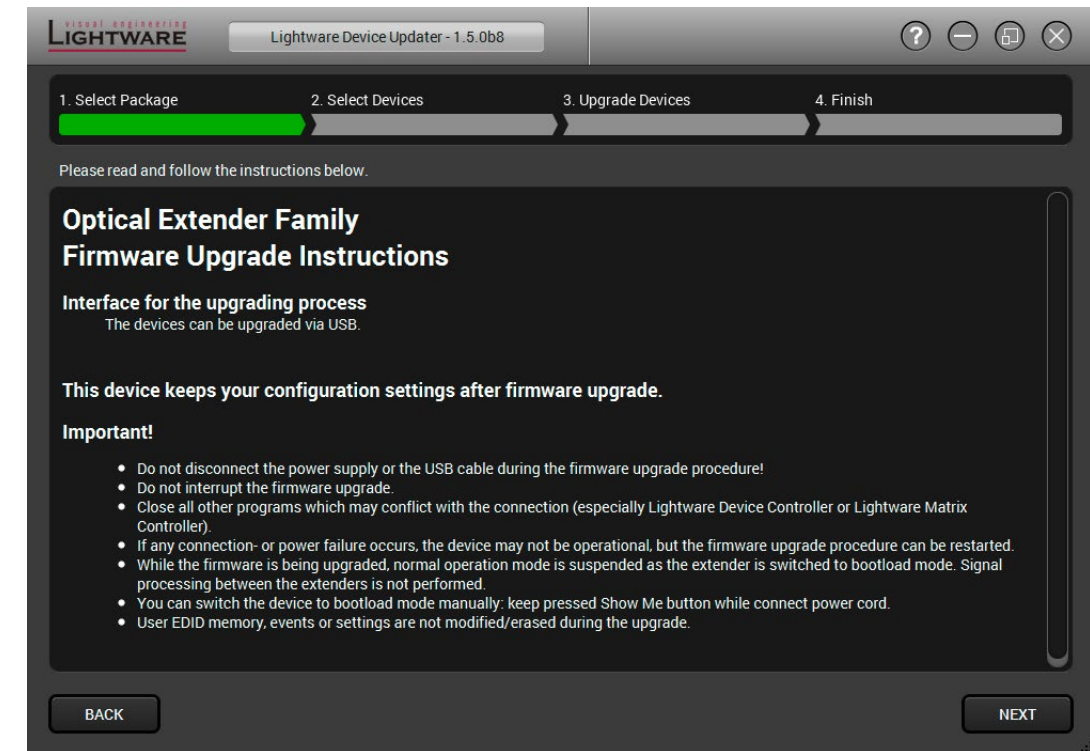 visual engineering
LIGHTWARE
Lightware Device Updater - 1.5.0b8
?
1. Select Package
2. Select Devices
3. Upgrade Devices
4. Finish
Please read and follow the instructions below.
Optical Extender Family
Firmware Upgrade Instructions
Interface for the upgrading process
The devices can be upgraded via USB.
This device keeps your configuration settings after firmware upgrade.
Important!
• Do not disconnect the power supply or the USB cable during the firmware upgrade procedure!
• Do not interrupt the firmware upgrade.
• Close all other programs which may conflict with the connection (especially Lightware Device Controller or Lightware Matrix
Controller).
• If any connection- or power failure occurs, the device may not be operational, but the firmware upgrade procedure can be restarted.
• While the firmware is being upgraded, normal operation mode is suspended as the extender is switched to bootload mode. Signal
processing between the extenders is not performed.
• You can switch the device to bootload mode manually: keep pressed Show Me button while connect power cord.
• User EDID memory, events or settings are not modified/erased during the upgrade.
BACK
NEXT